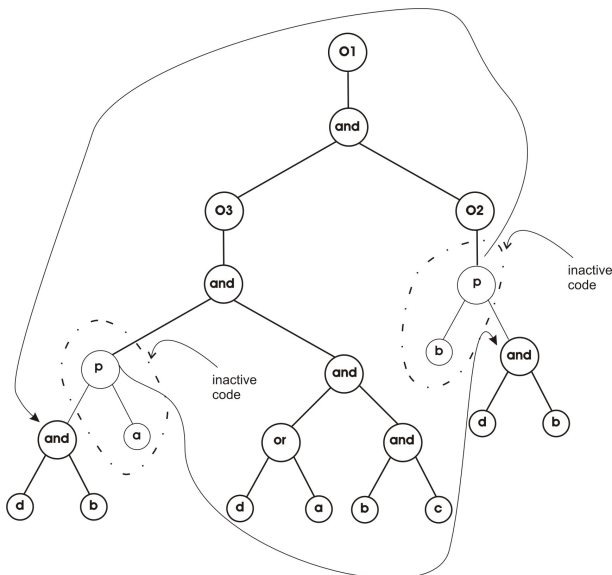 O1
and
O3
O2
and
p
inactive
code
b
and
p
inactive
code
and
d
b
and
a
or
and
d
b
d
a
b
c